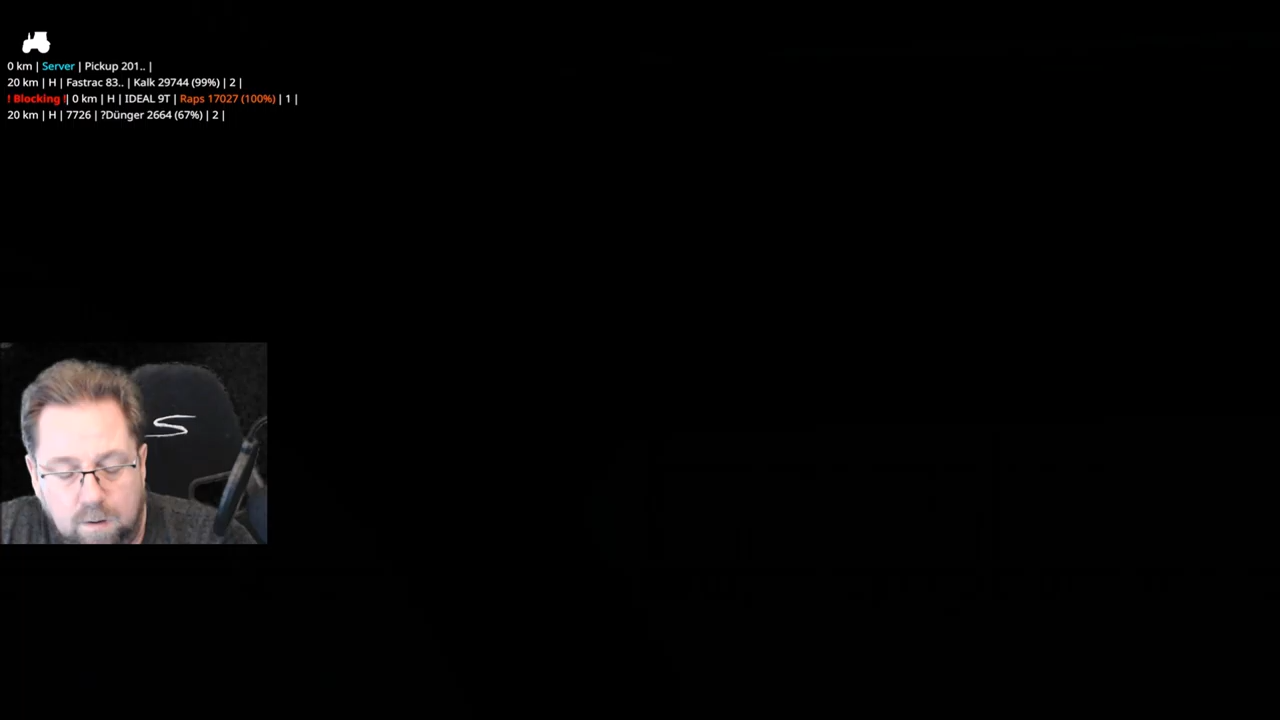 0 km | Server | Pickup 201.. |
20 km | H | Fastrac 83.. | Kalk 29744 (99%) | 2 |
! Blocking !| 0 km | H | IDEAL 9T | Raps 17027 (100%) | 1 |
20 km | H | 7726 | ?Dünger 2664 (67%) | 2 |